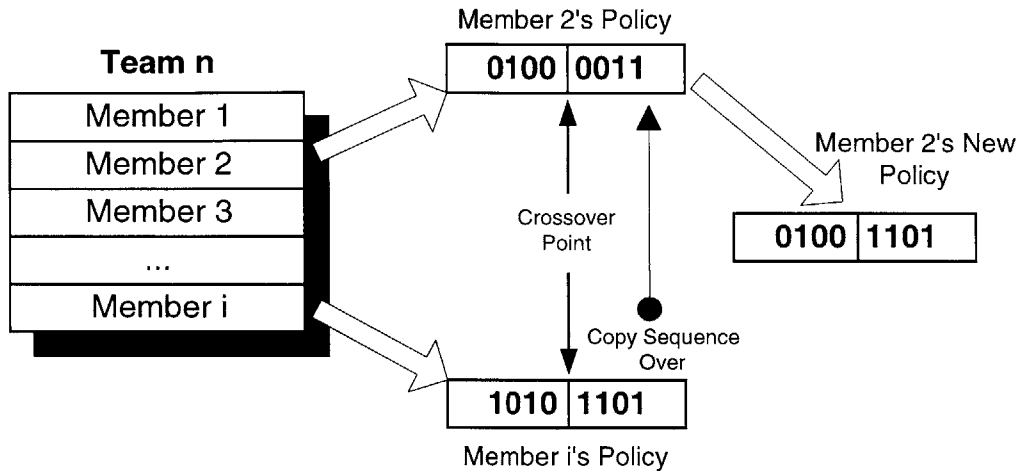 Team n
Member 1
Member 2
Member 3
...
Member i
Member 2's Policy
0100 0011
Crossover
Point
Copy Sequence
Over
1010 1101
Member i's Policy
Member 2's New
Policy
0100 1101